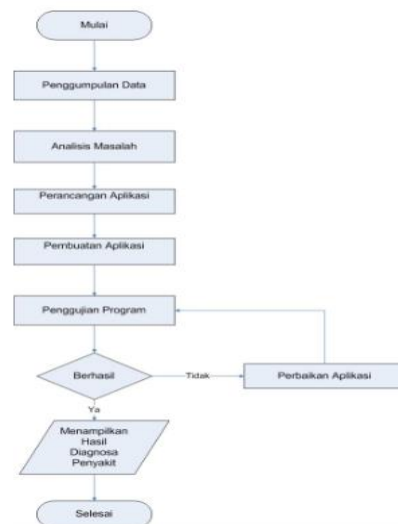 Mulai
Penggumpulan Data
Analisis Masalah
Perancangan Aplikasi
Pembuatan Aplikasi
Penggujian Program
Berhasil
Tidak
Perbaikan Aplikasi
Ya
Menampilkan
Hasil
Diagnosa
Penyakit
Selesai